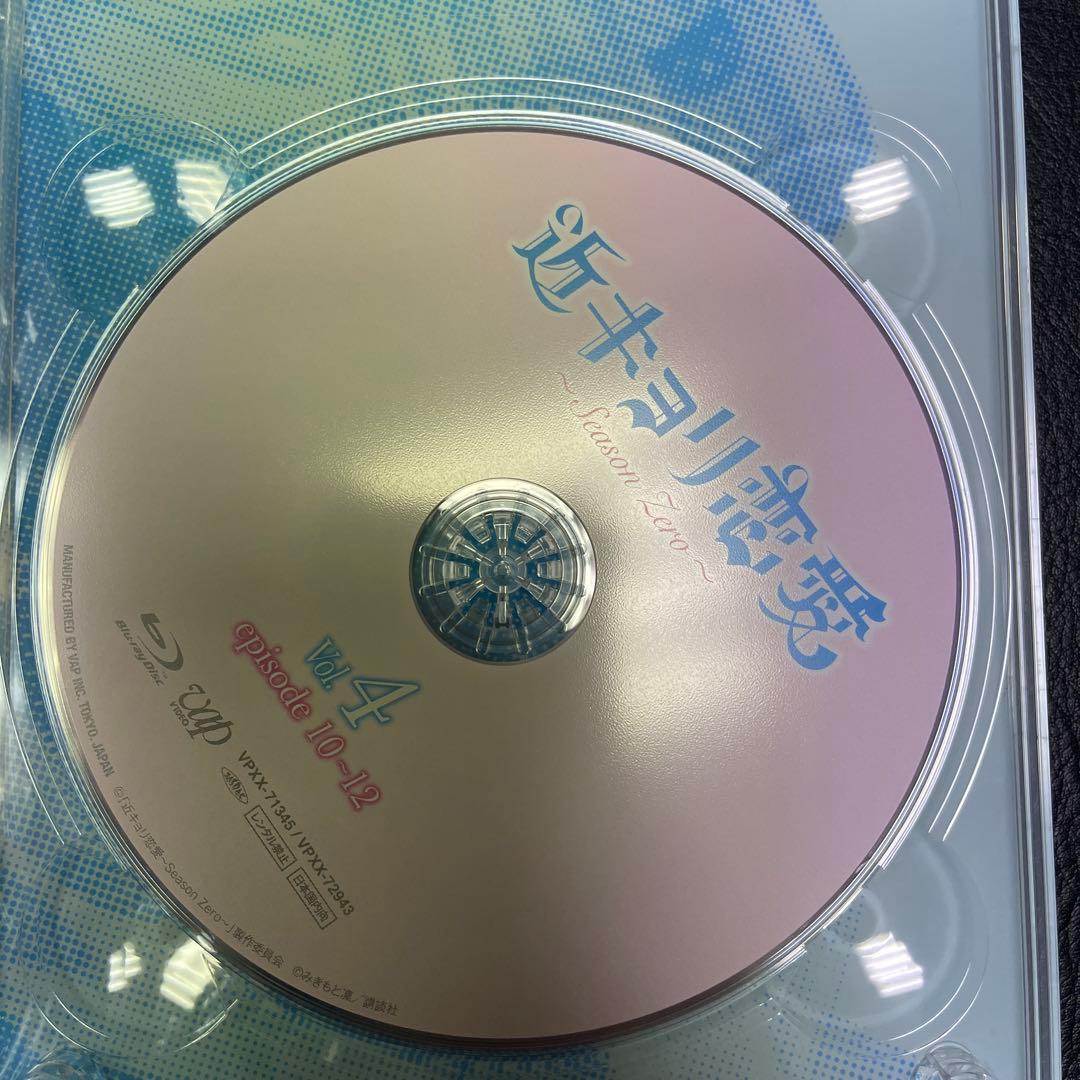 近キョリ恋愛
~Season Zero~
Vol.4
episode 10~12
Blu-ray Disc
TM
vap
VIDEO
VPXX-71345 / VPXX-72943
レンタル禁止
日本国内向
MANUFACTURED BY VAP INC. TOKYO, JAPAN
©「近キョリ恋愛~Season Zero~」製作委員会 ©みきもと凜／講談社